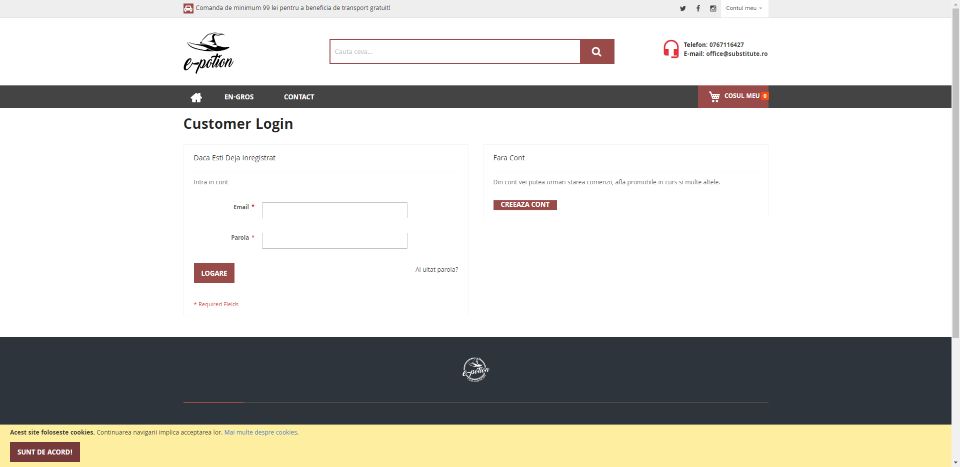 Comanda de minimum 99 lei pentru a beneficia de transport gratuit!
Contul meu
e-potion
Cauta ceva...
Telefon: 0767116427
E-mail: office@substitute.ro
EN-GROS
CONTACT
COSUL MEU 0
Customer Login
Daca Esti Deja Inregistrat
Intra in cont
Email *
Parola *
LOGARE
Ai uitat parola?
* Required Fields
Fara Cont
Din cont vei putea urmari starea comenzii, afla promotiile in curs si multe altele.
CREEAZA CONT
e-potion
Acest site foloseste cookies. Continuarea navigarii implica acceptarea lor. Mai multe despre cookies.
SUNT DE ACORD!